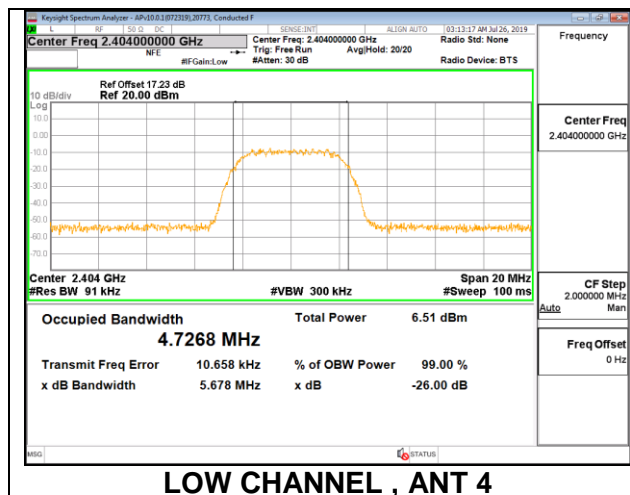 Keysight Spectrum Analyzer - APv10.0.1(072319),20773, Conducted F
L RF 50 Ω DC SENSE:INT ALIGN AUTO 03:13:17 AM Jul 26, 2019
Center Freq 2.404000000 GHz Center Freq: 2.404000000 GHz Radio Std: None Frequency
NFE Trig: Free Run Avg|Hold: 20/20
#IFGain:Low #Atten: 30 dB Radio Device: BTS
Ref Offset 17.23 dB
10 dB/div Ref 20.00 dBm
Log
10.0
0.00
-10.0
-20.0
-30.0
-40.0
-50.0
-60.0
-70.0
Center Freq
2.404000000 GHz
Center 2.404 GHz Span 20 MHz
#Res BW 91 kHz #VBW 300 kHz #Sweep 100 ms
CF Step
2.000000 MHz
Auto Man
Occupied Bandwidth Total Power 6.51 dBm
4.7268 MHz
Transmit Freq Error 10.658 kHz % of OBW Power 99.00 %
x dB Bandwidth 5.678 MHz x dB -26.00 dB
Freq Offset
0 Hz
MSG STATUS
LOW CHANNEL , ANT 4